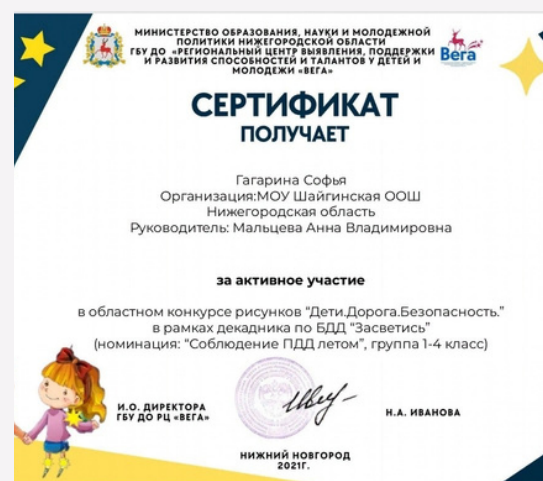 МИНИСТЕРСТВО ОБРАЗОВАНИЯ, НАУКИ И МОЛОДЕЖНОЙ
ПОЛИТИКИ НИЖЕГОРОДСКОЙ ОБЛАСТИ
ГБУ ДО «РЕГИОНАЛЬНЫЙ ЦЕНТР ВЫЯВЛЕНИЯ, ПОДДЕРЖКИ
И РАЗВИТИЯ СПОСОБНОСТЕЙ И ТАЛАНТОВ У ДЕТЕЙ И
МОЛОДЕЖИ «ВЕГА»
Вега
СЕРТИФИКАТ
ПОЛУЧАЕТ
Гагарина Софья
Организация:МОУ Шайгинская ООШ
Нижегородская область
Руководитель: Мальцева Анна Владимировна
за активное участие
в областном конкурсе рисунков “Дети.Дорога.Безопасность.”
в рамках декадника по БДД “Засветись”
(номинация: “Соблюдение ПДД летом”, группа 1-4 класс)
И.О. ДИРЕКТОРА
ГБУ ДО РЦ «ВЕГА»
Н.А. ИВАНОВА
НИЖНИЙ НОВГОРОД
2021Г.